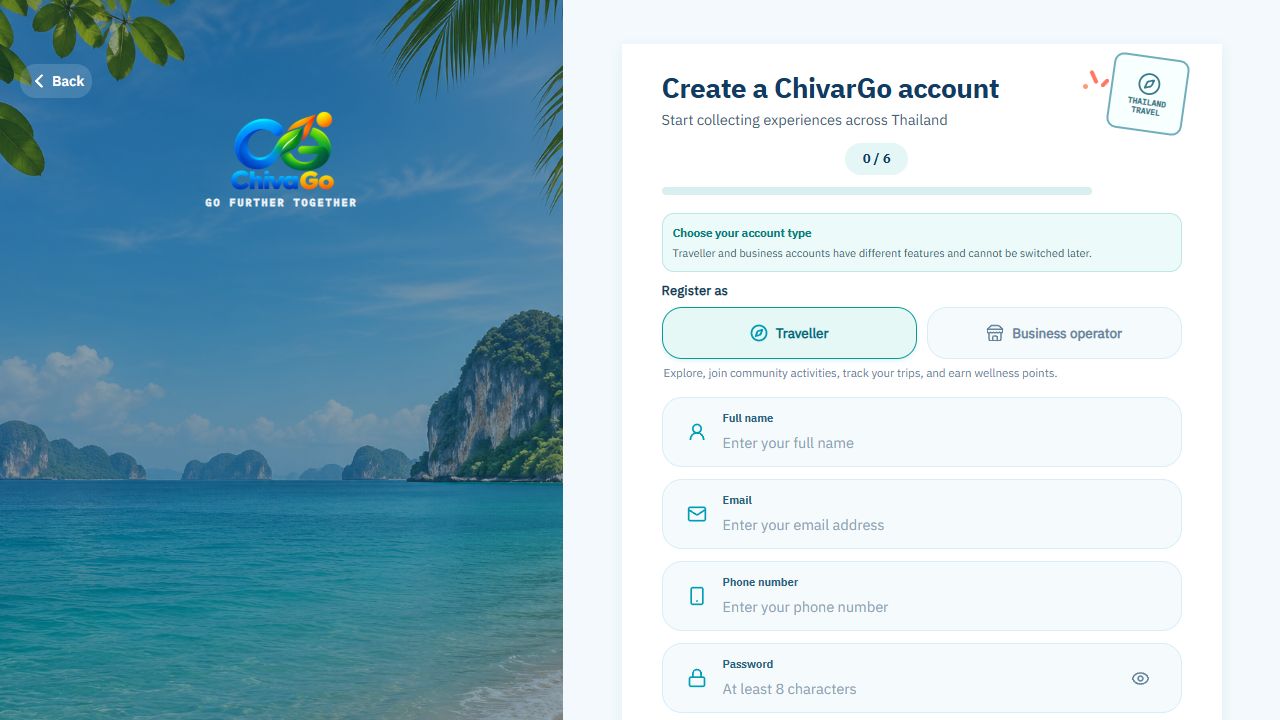 Back
ChivaGo
GO FURTHER TOGETHER
Create a ChivarGo account
Start collecting experiences across Thailand
THAILAND
TRAVEL
0 / 6
Choose your account type
Traveller and business accounts have different features and cannot be switched later.
Register as
Traveller
Business operator
Explore, join community activities, track your trips, and earn wellness points.
Full name
Enter your full name
Email
Enter your email address
Phone number
Enter your phone number
Password
At least 8 characters